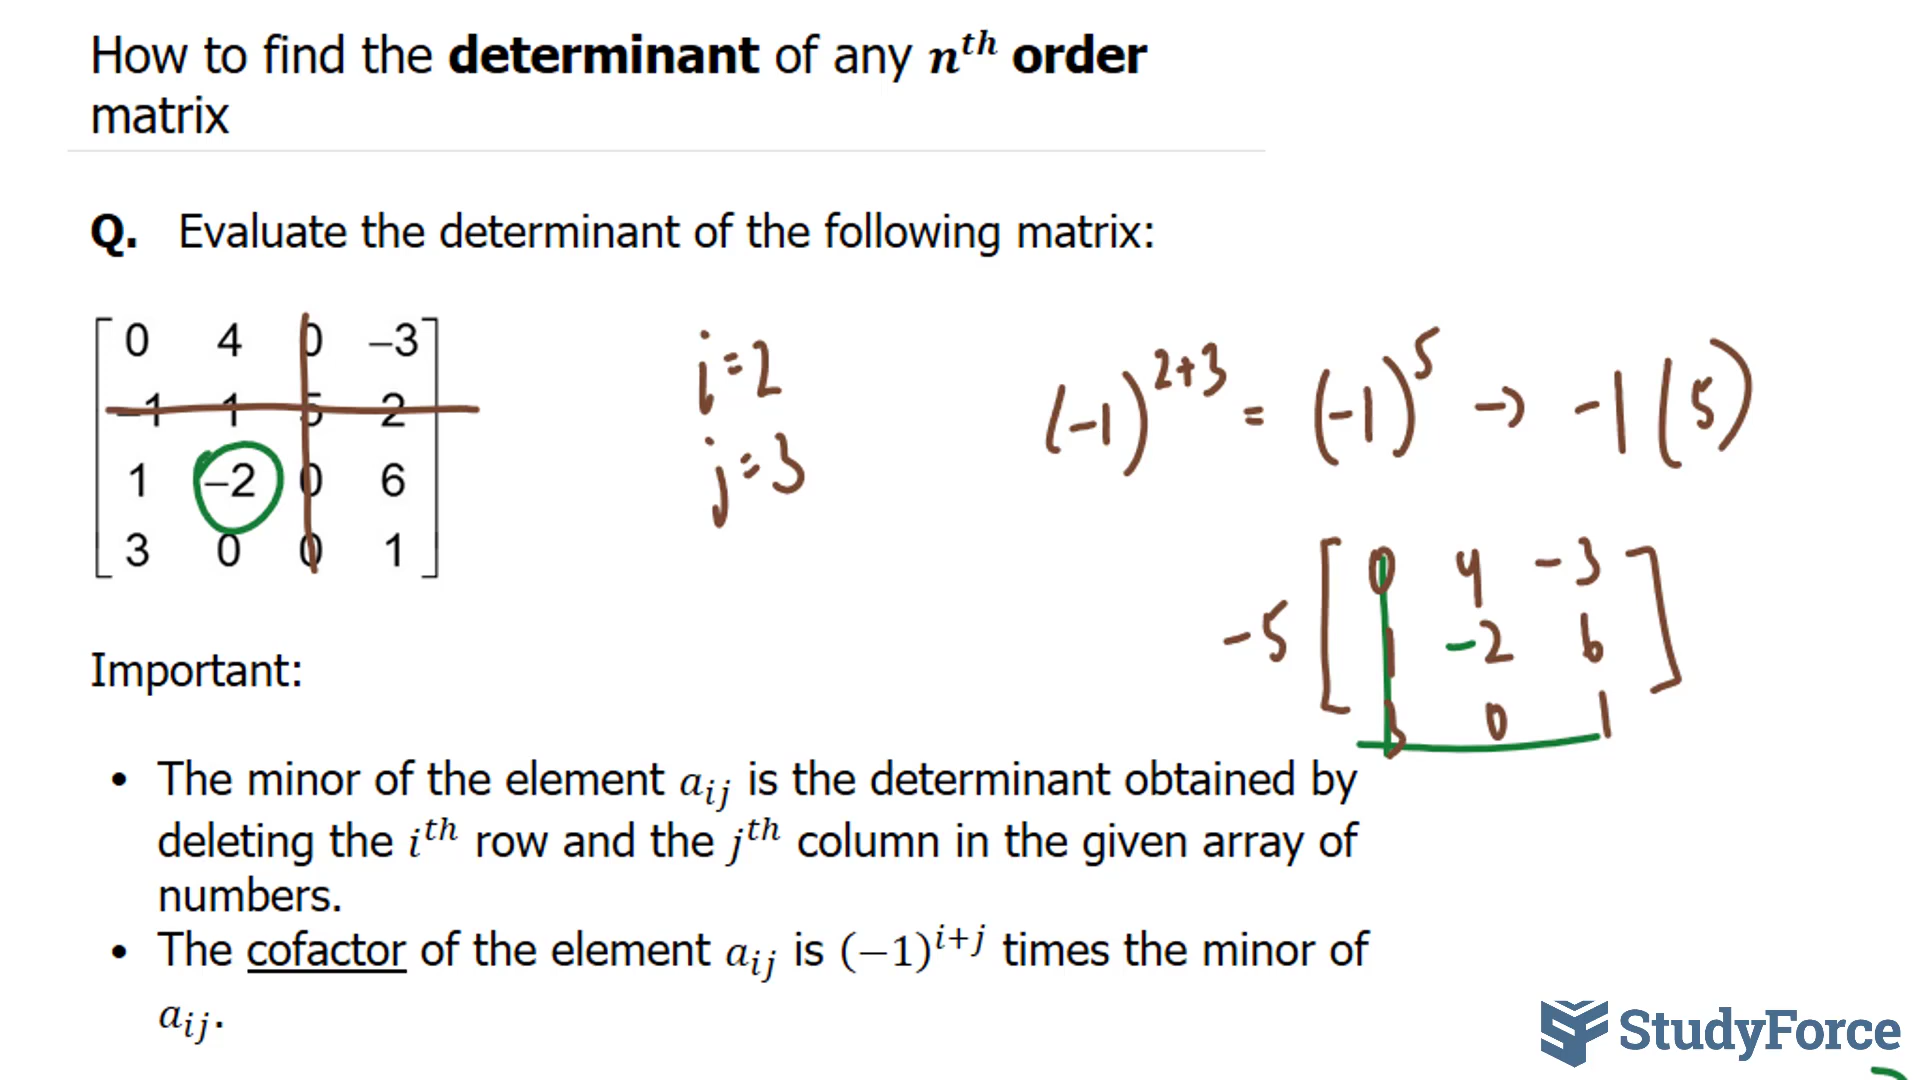 How to find the determinant of any nᵗʰ order
matrix
Q. Evaluate the determinant of the following matrix:
0 4 0 –3
–1 1 5 2
1 –2 0 6
3 0 0 1
i=2
j=3
(-1)²⁺³ = (-1)⁵ → -1(5)
-5 [0 4 -3
1 -2 6
3 0 1]
Important:
• The minor of the element aᵢⱼ is the determinant obtained by
deleting the iᵗʰ row and the jᵗʰ column in the given array of
numbers.
• The cofactor of the element aᵢⱼ is (−1)ⁱ⁺ʲ times the minor of
aᵢⱼ.
StudyForce